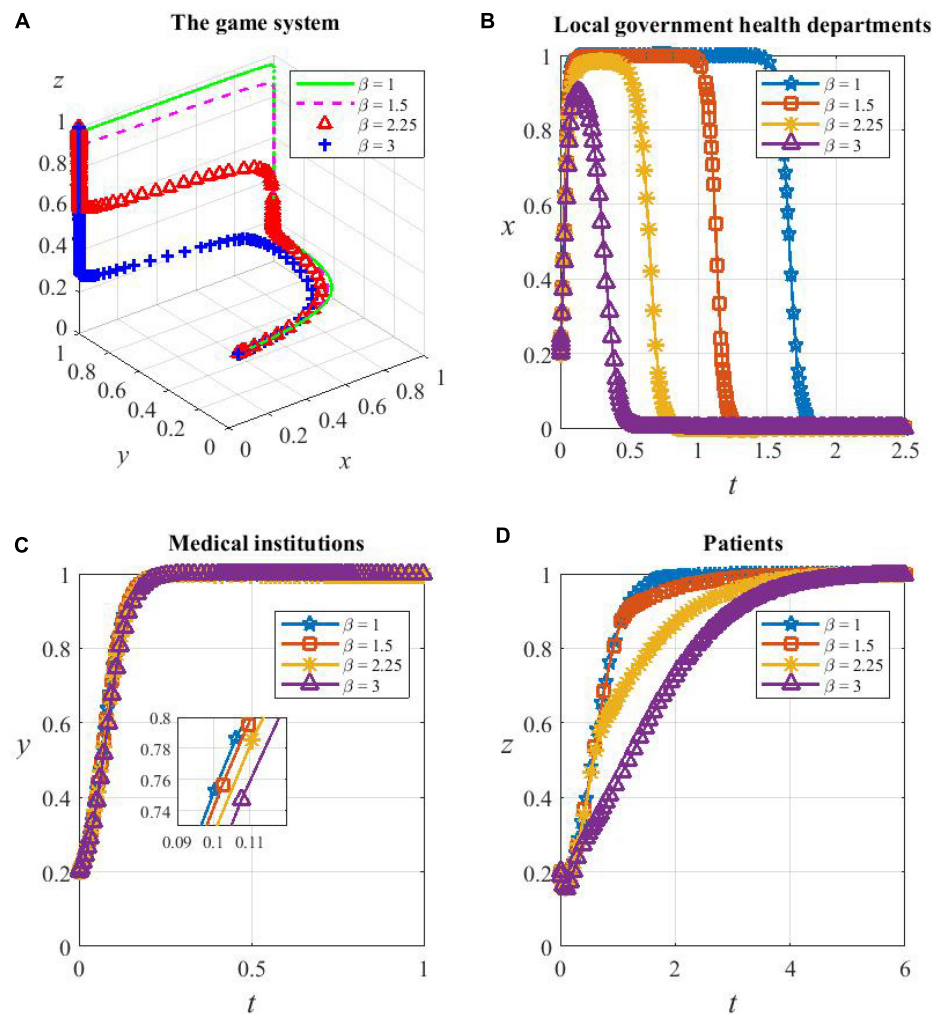 A
The game system
z
1
0.8
0.6
0.4
0.2
0
1
0.8
0.6
0.4
0.2
0
y
0
0.2
0.4
0.6
0.8
1
x
β = 1
β = 1.5
β = 2.25
β = 3
B
Local government health departments
1
0.8
0.6
0.4
0.2
0
x
0
0.5
1
1.5
2
2.5
t
β = 1
β = 1.5
β = 2.25
β = 3
C
Medical institutions
1
0.8
0.6
0.4
0.2
0
y
0
0.5
1
t
β = 1
β = 1.5
β = 2.25
β = 3
0.8
0.78
0.76
0.74
0.09
0.1
0.11
D
Patients
1
0.8
0.6
0.4
0.2
0
z
0
2
4
6
t
β = 1
β = 1.5
β = 2.25
β = 3